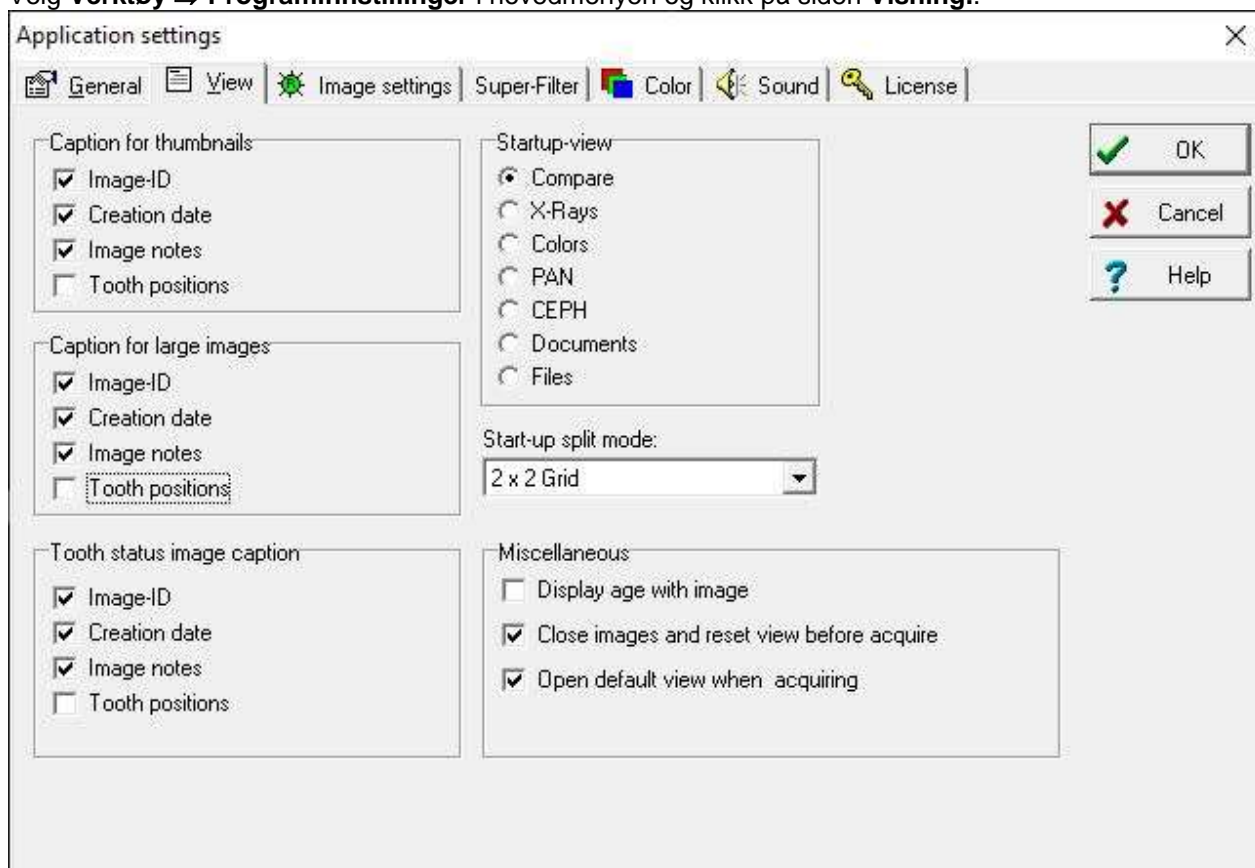 Velg Verktøy ⇒ Programinnstillinger i hovedmenyen og klikk på siden Visning!.
Application settings
General View Image settings Super-Filter Color Sound License
Caption for thumbnails
Image-ID
Creation date
Image notes
Tooth positions
Caption for large images
Image-ID
Creation date
Image notes
Tooth positions
Tooth status image caption
Image-ID
Creation date
Image notes
Tooth positions
Startup-view
Compare
X-Rays
Colors
PAN
CEPH
Documents
Files
Start-up split mode:
2 x 2 Grid
Miscellaneous
Display age with image
Close images and reset view before acquire
Open default view when acquiring
OK
Cancel
Help